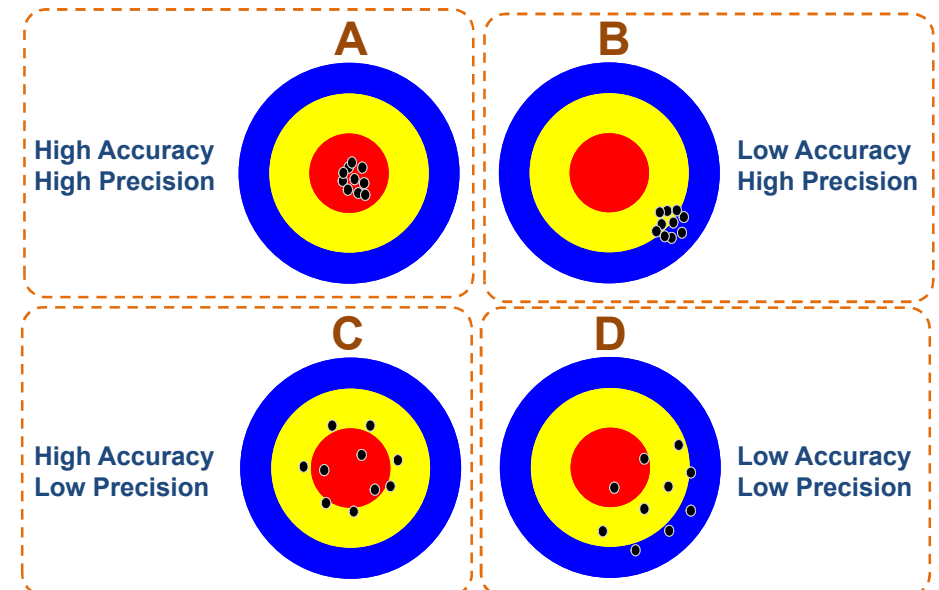 A
High Accuracy
High Precision
B
Low Accuracy
High Precision
C
High Accuracy
Low Precision
D
Low Accuracy
Low Precision